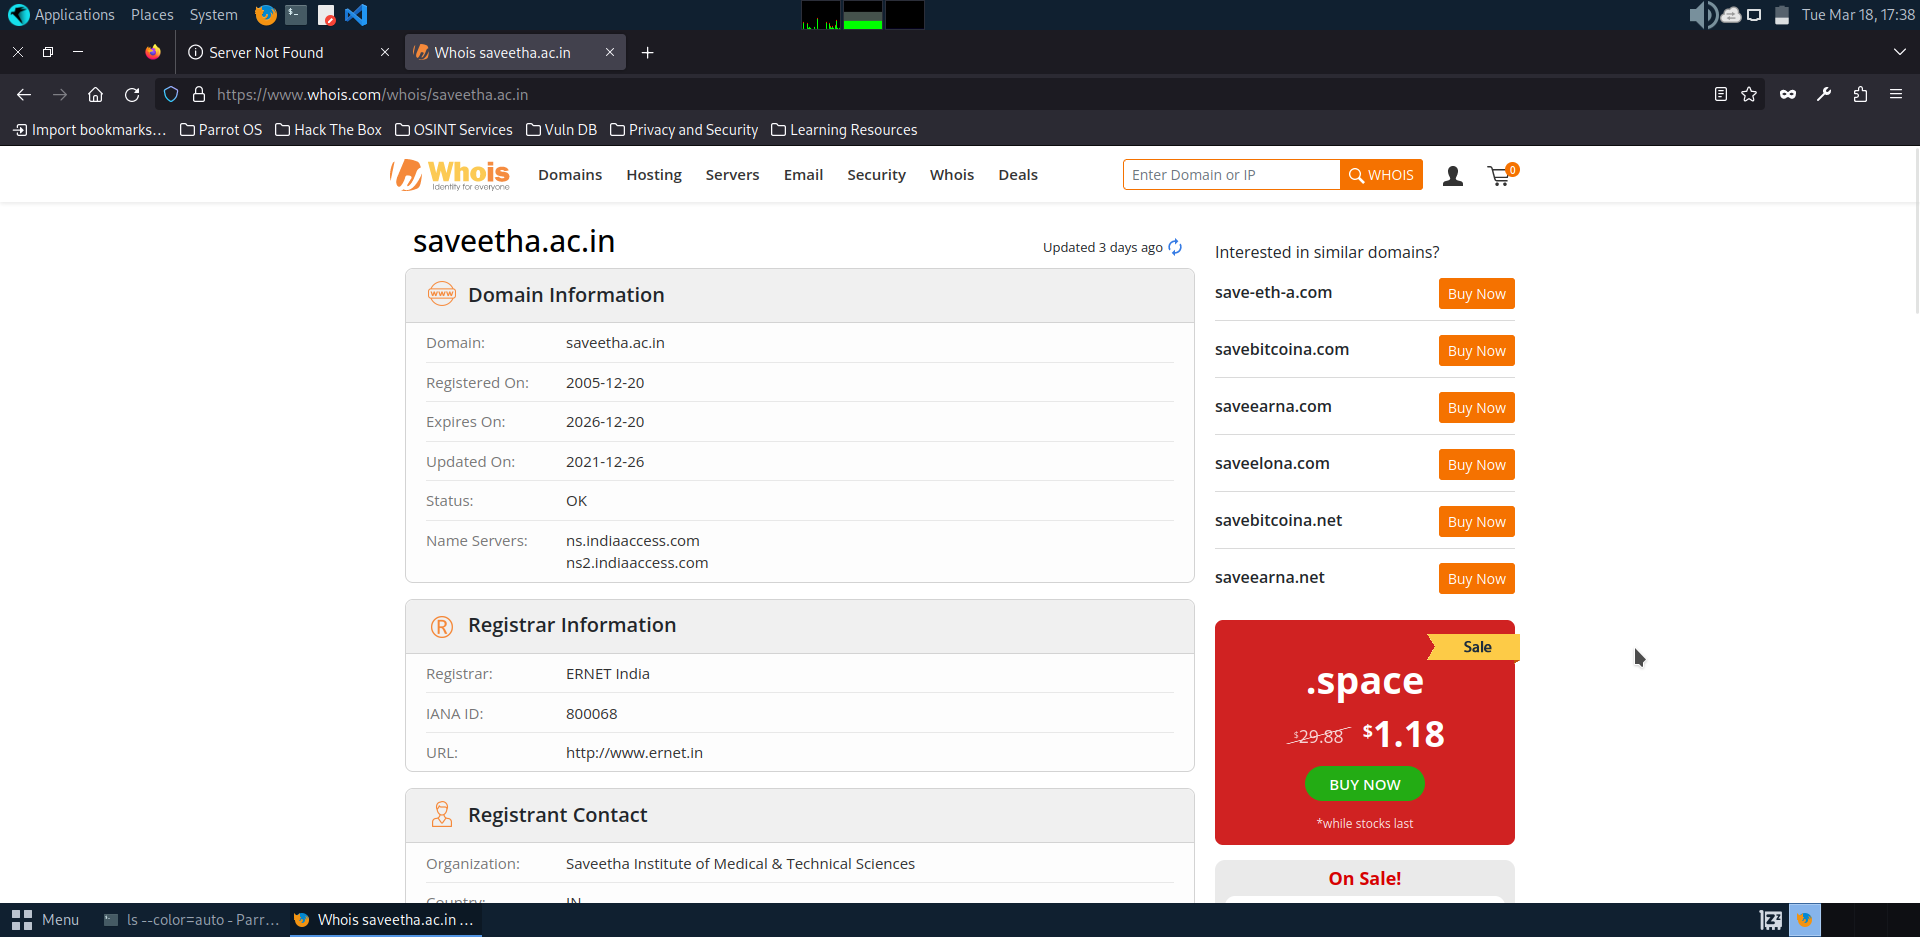 Applications Places System
Tue Mar 18, 17:38
Server Not Found
Whois saveetha.ac.in
https://www.whois.com/whois/saveetha.ac.in
Import bookmarks… Parrot OS Hack The Box OSINT Services Vuln DB Privacy and Security Learning Resources
Whois
Identity for everyone
Domains Hosting Servers Email Security Whois Deals
Enter Domain or IP
WHOIS
0
saveetha.ac.in
Updated 3 days ago
www
Domain Information
Domain: saveetha.ac.in
Registered On: 2005-12-20
Expires On: 2026-12-20
Updated On: 2021-12-26
Status: OK
Name Servers: ns.indiaaccess.com
ns2.indiaaccess.com
R
Registrar Information
Registrar: ERNET India
IANA ID: 800068
URL: http://www.ernet.in
Registrant Contact
Organization: Saveetha Institute of Medical & Technical Sciences
Country: IN
Interested in similar domains?
save-eth-a.com Buy Now
savebitcoina.com Buy Now
saveearna.com Buy Now
saveelona.com Buy Now
savebitcoina.net Buy Now
saveearna.net Buy Now
Sale
.space
$29.88 $1.18
BUY NOW
*while stocks last
On Sale!
Menu
ls --color=auto - Parr…
Whois saveetha.ac.in …